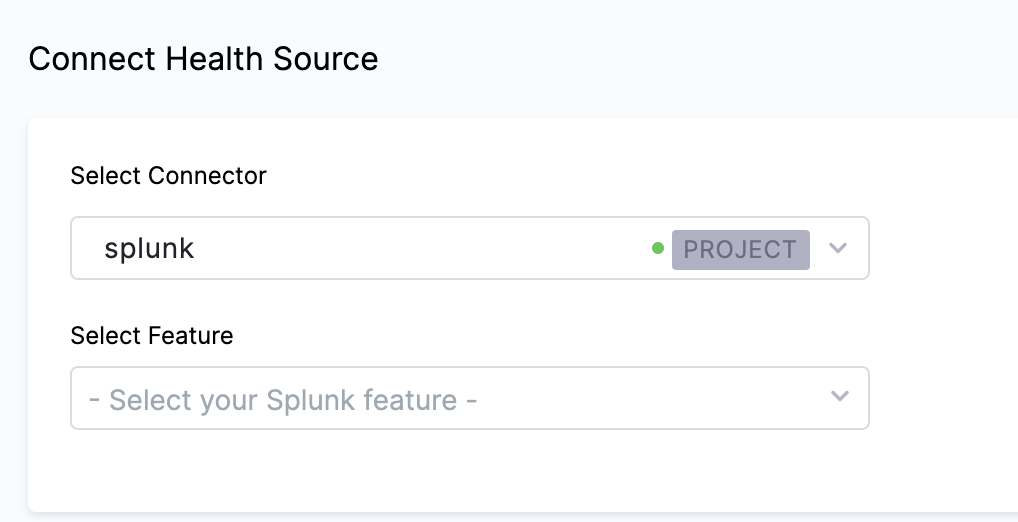 Connect Health Source
Select Connector
splunk PROJECT
Select Feature
- Select your Splunk feature -